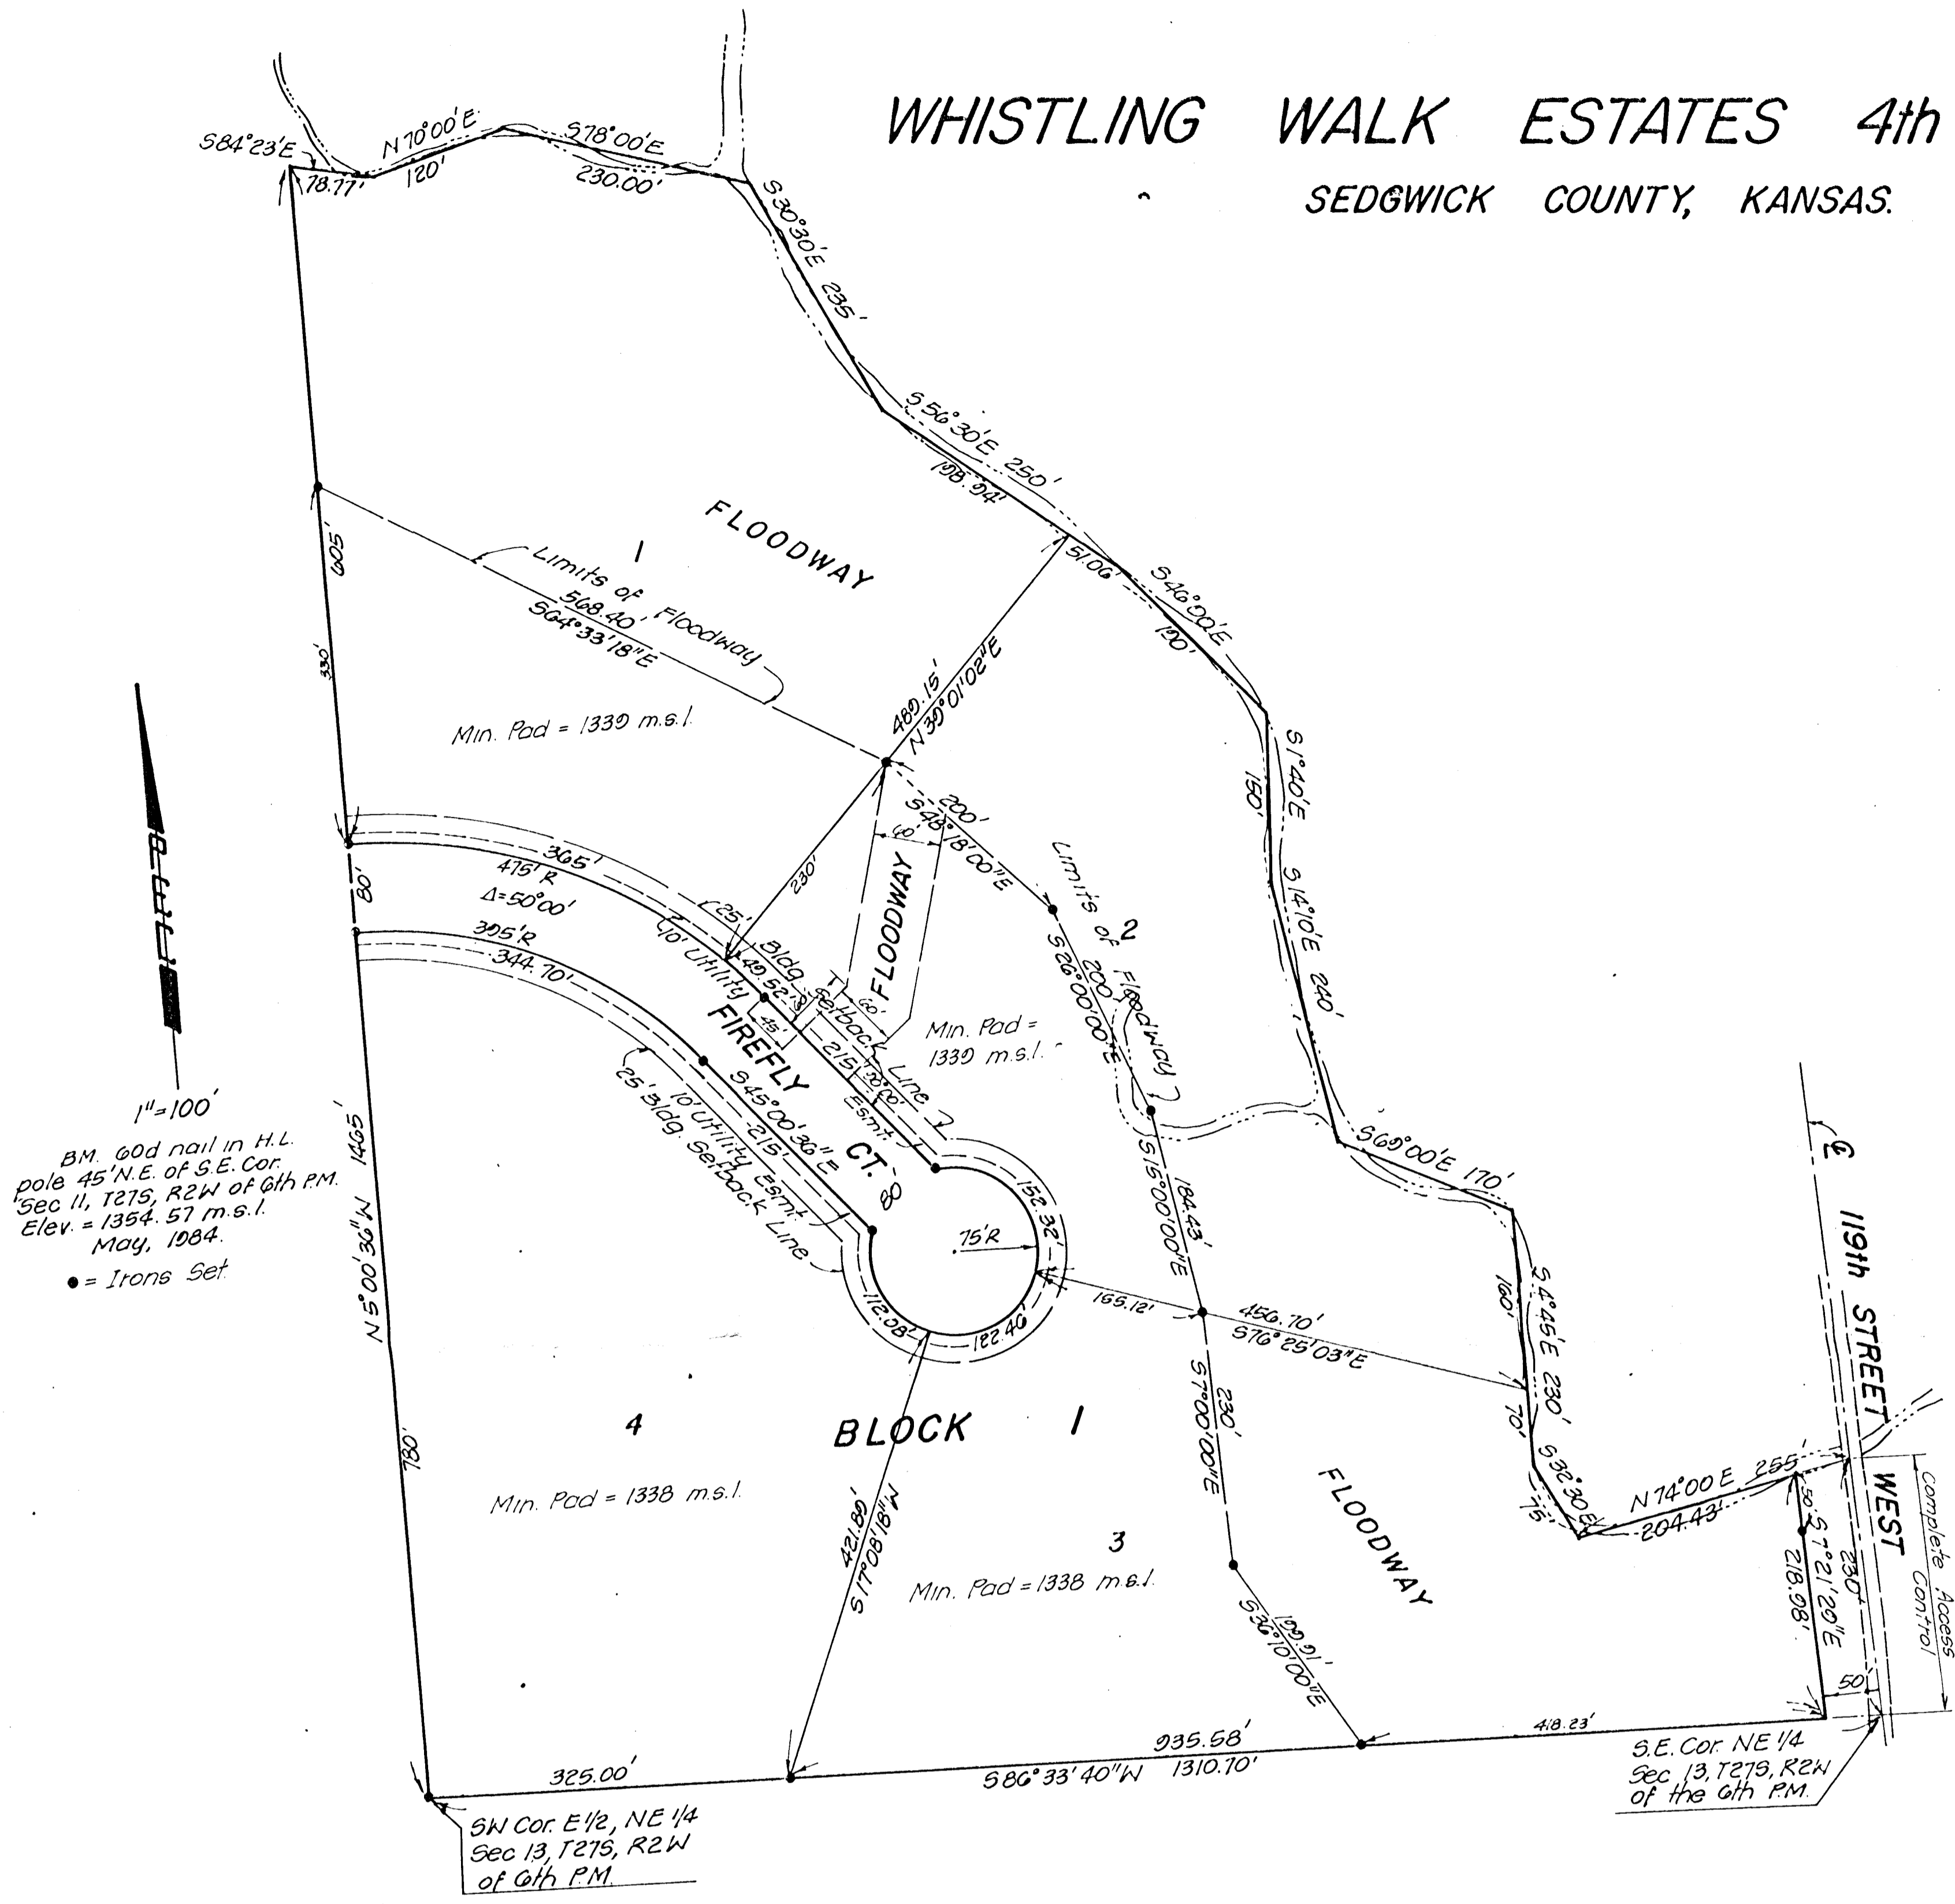 WHISTLING WALK ESTATES 4th
SEDGWICK COUNTY, KANSAS.
S84°23'E
78.77'
N70°00'E
120'
S78°00'E
230.00'
S30°30'E 235'
S56°30'E 250'
198.94'
51.06'
S46°00'E
190'
S1°40'E
150'
S14°10'E 240'
S69°00'E 170'
S4°45'E 230'
160'
70'
S32°30'E
75'
N74°00'E 255'
204.43'
50'
S7°21'29"E
218.98'
230'
50'
℄ 119th STREET WEST
Complete Access
Control
605'
330'
80'
N5°00'36"W 1465'
780'
FLOODWAY
1
Limits of Floodway
568.40'
S64°33'18"E
Min. Pad = 1339 m.s.l.
489.15'
N39°01'02"E
230'
200'
S48°18'00"E
60'
FLOODWAY
60'
Limits of Floodway
2
200'
S26°00'00"E
Min. Pad =
1339 m.s.l.
365'
475'R
Δ=50°00'
395'R
344.70'
25' Bldg. Setback Line
10' Utility Esmt.
49.52'
45'
215'
20' 20'
FIREFLY CT.
80'
S45°00'36"E
215'
10' Utility Esmt.
25' Bldg. Setback Line
75'R
152.32'
122.46'
112.08'
S15°00'00"E
184.43'
155.12'
456.70'
S76°25'03"E
230'
S7°00'00"E
BLOCK 1
4
Min. Pad = 1338 m.s.l.
421.89'
S17°08'18"W
3
Min. Pad = 1338 m.s.l.
FLOODWAY
199.91'
S36°10'00"E
325.00'
935.58'
S86°33'40"W 1310.70'
418.23'
1"=100'
BM. 60d nail in H.L.
pole 45' N.E. of S.E. Cor.
Sec 11, T27S, R2W of 6th P.M.
Elev. = 1354.57 m.s.l.
May, 1984.
● = Irons Set.
SW Cor. E 1/2, NE 1/4
Sec 13, T27S, R2W
of 6th P.M.
S.E. Cor. NE 1/4
Sec 13, T27S, R2W
of the 6th P.M.